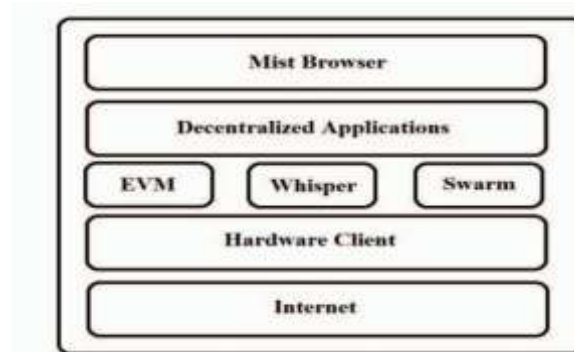 Mist Browser
Decentralized Applications
EVM Whisper Swarm
Hardware Client
Internet